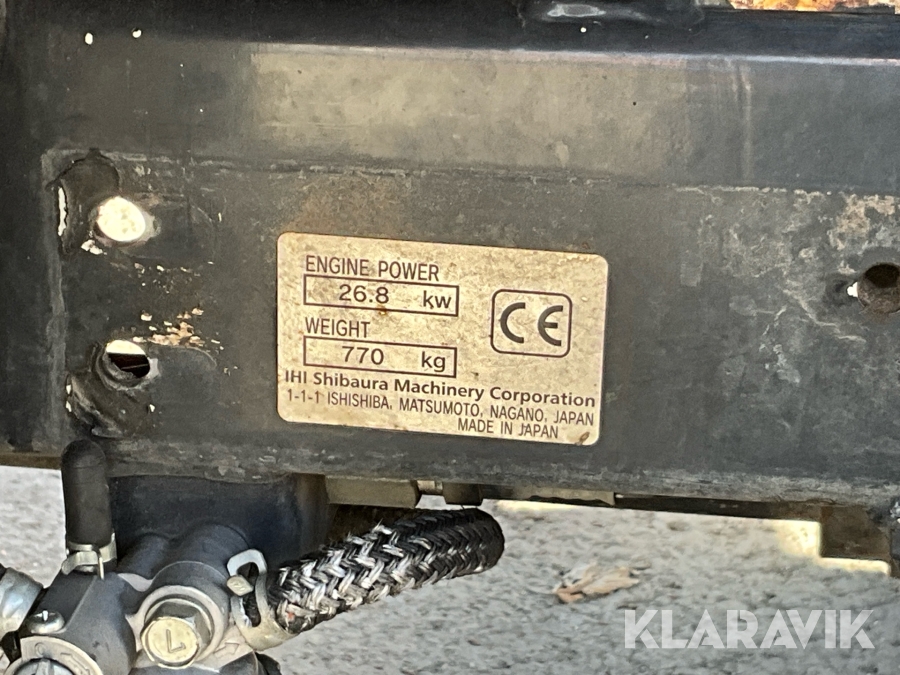 ENGINE POWER
26.8 kw
WEIGHT
770 kg
CE
IHI Shibaura Machinery Corporation
1-1-1 ISHISHIBA, MATSUMOTO, NAGANO, JAPAN
MADE IN JAPAN
L
KLARAVIK